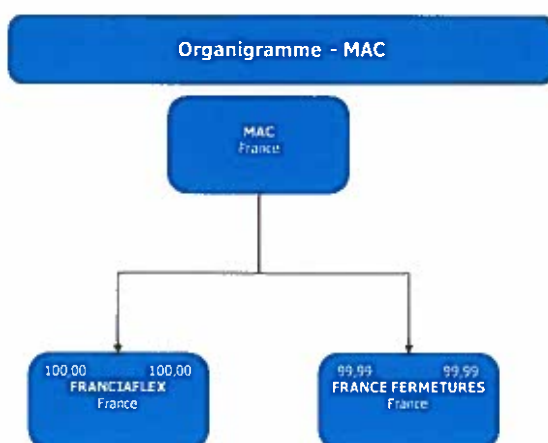 Organigramme - MAC
MAC
France
100,00 100,00
FRANCIAFLEX
France
99,99 99,99
FRANCE FERMETURES
France